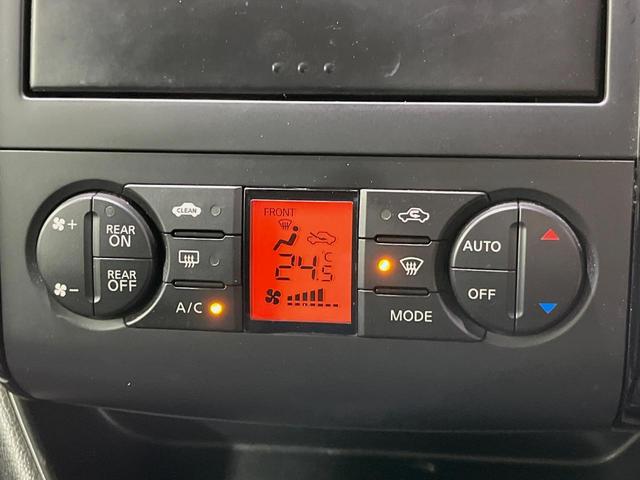 CLEAN
FRONT
+
REAR
ON
AUTO
24.5°C
-
REAR
OFF
OFF
A/C
MODE